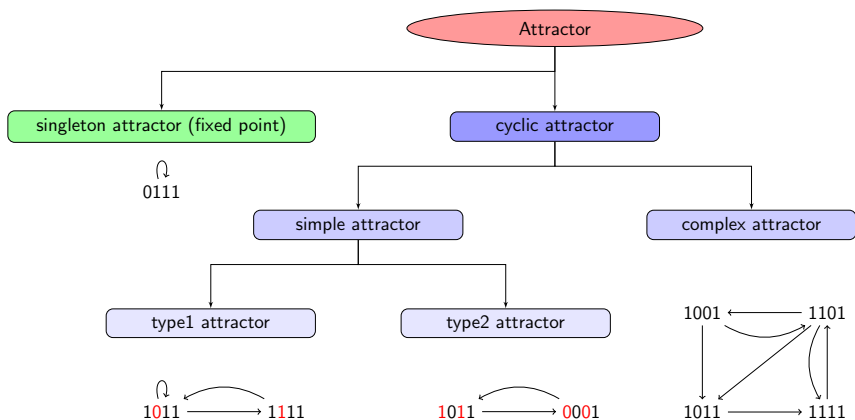 Attractor
singleton attractor (fixed point)
cyclic attractor
0111
simple attractor
complex attractor
type1 attractor
type2 attractor
1001
1101
1011
1111
1011
0001
1011
1111